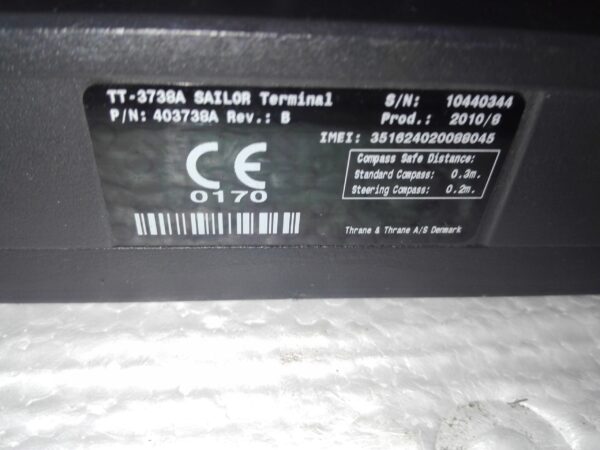 TT-3738A SAILOR Terminal S/N: 10440344
P/N: 403738A Rev.: B Prod.: 2010/8
IMEI: 351624020098045
CE
0170
Compass Safe Distance:
Standard Compass: 0.3m.
Steering Compass: 0.2m.
Thrane & Thrane A/S Denmark